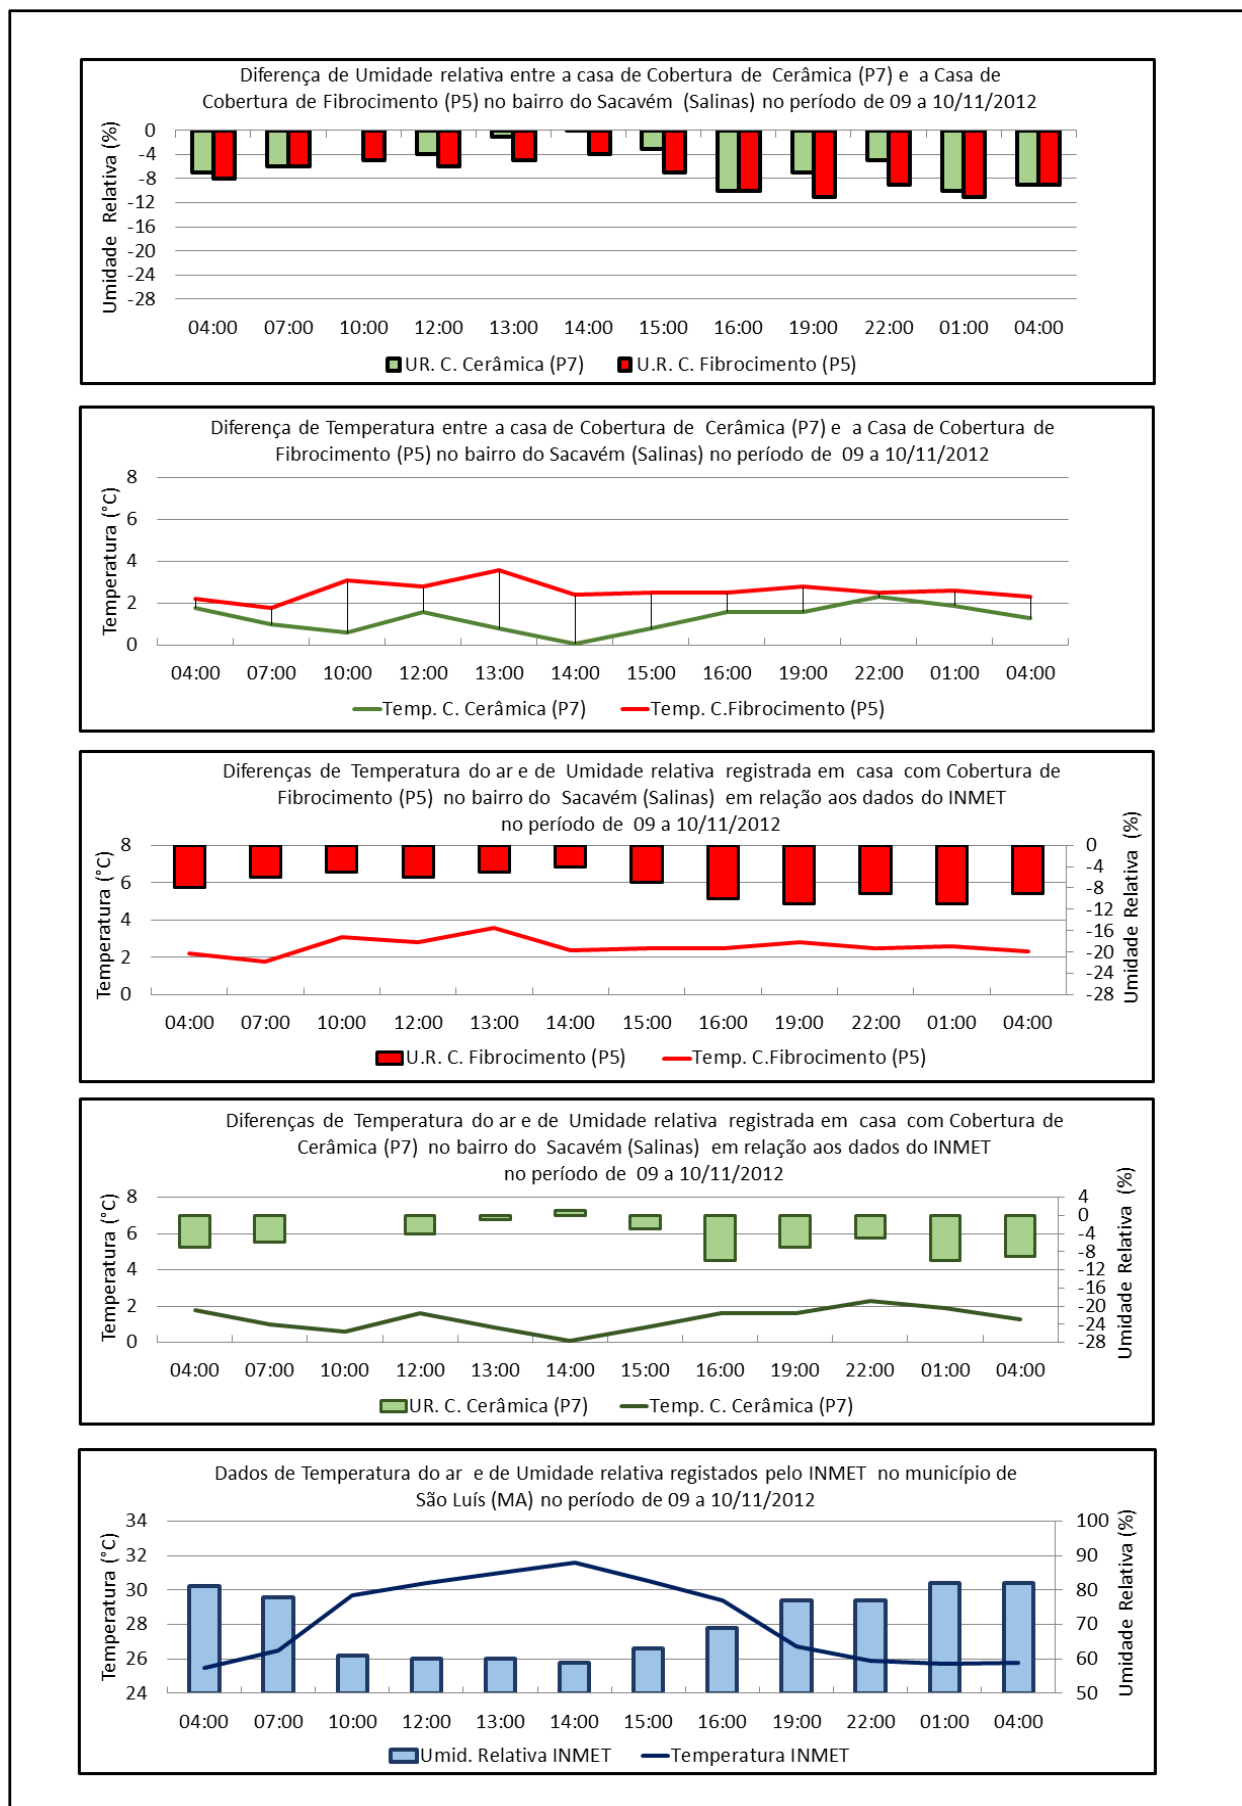 Diferença de Umidade relativa entre a casa de Cobertura de Cerâmica (P7) e a Casa de
Cobertura de Fibrocimento (P5) no bairro do Sacavém (Salinas) no período de 09 a 10/11/2012
Umidade Relativa (%)
0
-4
-8
-12
-16
-20
-24
-28
04:00 07:00 10:00 12:00 13:00 14:00 15:00 16:00 19:00 22:00 01:00 04:00
UR. C. Cerâmica (P7) U.R. C. Fibrocimento (P5)
Diferença de Temperatura entre a casa de Cobertura de Cerâmica (P7) e a Casa de Cobertura de
Fibrocimento (P5) no bairro do Sacavém (Salinas) no período de 09 a 10/11/2012
Temperatura (°C)
8
6
4
2
0
04:00 07:00 10:00 12:00 13:00 14:00 15:00 16:00 19:00 22:00 01:00 04:00
Temp. C. Cerâmica (P7) Temp. C.Fibrocimento (P5)
Diferenças de Temperatura do ar e de Umidade relativa registrada em casa com Cobertura de
Fibrocimento (P5) no bairro do Sacavém (Salinas) em relação aos dados do INMET
no período de 09 a 10/11/2012
Temperatura (°C)
8
6
4
2
0
0
-4
-8
-12
-16
-20
-24
-28
Umidade Relativa (%)
04:00 07:00 10:00 12:00 13:00 14:00 15:00 16:00 19:00 22:00 01:00 04:00
U.R. C. Fibrocimento (P5) Temp. C.Fibrocimento (P5)
Diferenças de Temperatura do ar e de Umidade relativa registrada em casa com Cobertura de
Cerâmica (P7) no bairro do Sacavém (Salinas) em relação aos dados do INMET
no período de 09 a 10/11/2012
Temperatura (°C)
8
6
4
2
0
4
0
-4
-8
-12
-16
-20
-24
-28
Umidade Relativa (%)
04:00 07:00 10:00 12:00 13:00 14:00 15:00 16:00 19:00 22:00 01:00 04:00
UR. C. Cerâmica (P7) Temp. C. Cerâmica (P7)
Dados de Temperatura do ar e de Umidade relativa registados pelo INMET no município de
São Luís (MA) no período de 09 a 10/11/2012
Temperatura (°C)
34
32
30
28
26
24
100
90
80
70
60
50
Umidade Relativa (%)
04:00 07:00 10:00 12:00 13:00 14:00 15:00 16:00 19:00 22:00 01:00 04:00
Umid. Relativa INMET Temperatura INMET